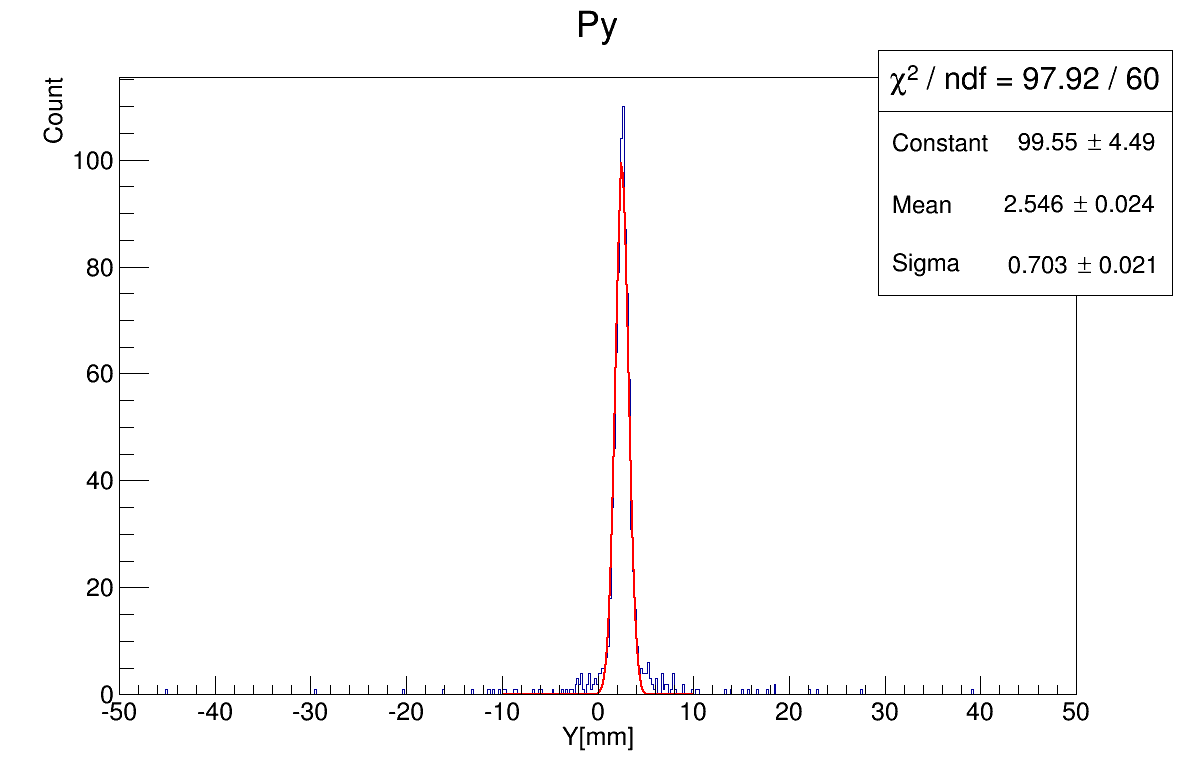 Py
χ² / ndf = 97.92 / 60
Constant 99.55 ± 4.49
Mean 2.546 ± 0.024
Sigma 0.703 ± 0.021
Count
100
80
60
40
20
0
-50 -40 -30 -20 -10 0 10 20 30 40 50
Y[mm]